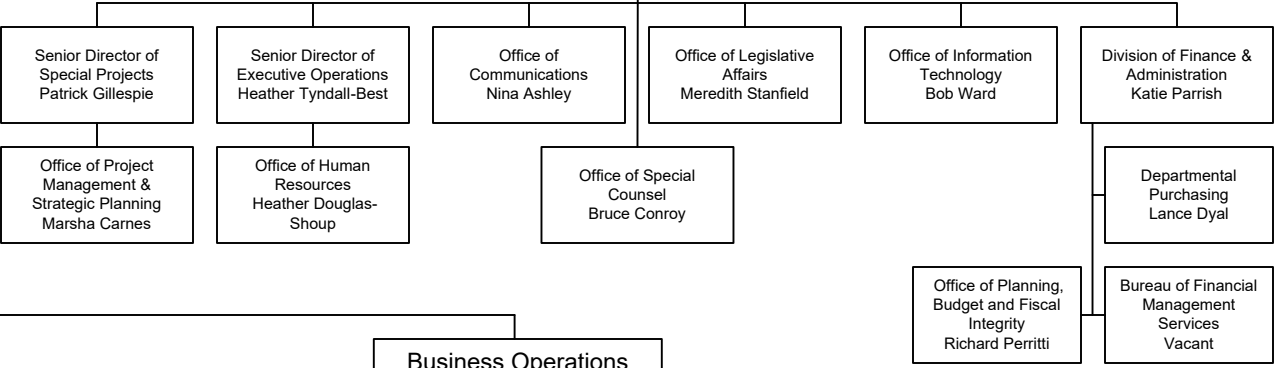 Senior Director of
Special Projects
Patrick Gillespie
Senior Director of
Executive Operations
Heather Tyndall-Best
Office of
Communications
Nina Ashley
Office of Legislative
Affairs
Meredith Stanfield
Office of Information
Technology
Bob Ward
Division of Finance &
Administration
Katie Parrish
Office of Project
Management &
Strategic Planning
Marsha Carnes
Office of Human
Resources
Heather Douglas-
Shoup
Office of Special
Counsel
Bruce Conroy
Departmental
Purchasing
Lance Dyal
Office of Planning,
Budget and Fiscal
Integrity
Richard Perritti
Bureau of Financial
Management
Services
Vacant
Business Operations